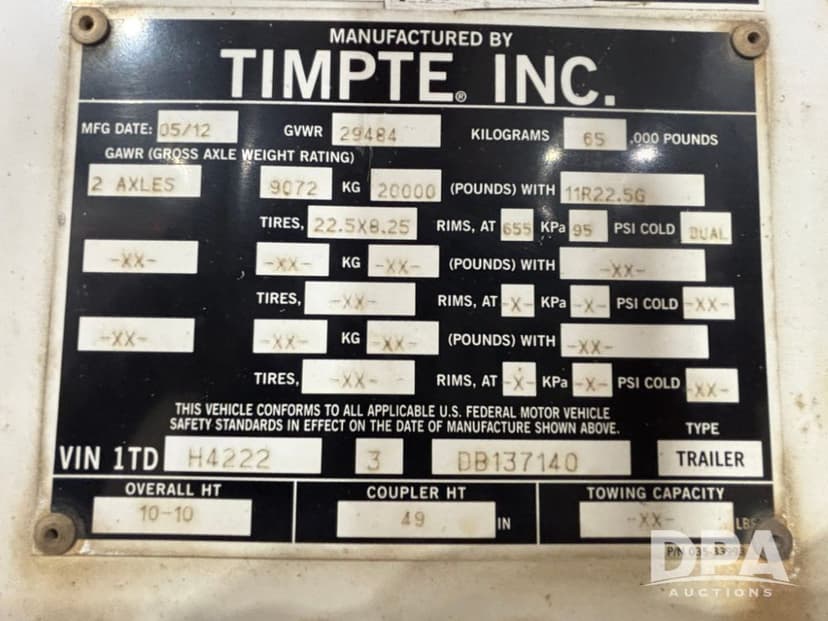 MANUFACTURED BY
TIMPTE® INC.
MFG DATE: 05/12 GVWR 29484 KILOGRAMS 65 ,000 POUNDS
GAWR (GROSS AXLE WEIGHT RATING)
2 AXLES 9072 KG 20000 (POUNDS) WITH 11R22.5G
TIRES, 22.5X8.25 RIMS, AT 655 KPa 95 PSI COLD DUAL
-XX- -XX- KG -XX- (POUNDS) WITH -XX-
TIRES, -XX- RIMS, AT -X- KPa -X- PSI COLD -XX-
-XX- -XX- KG -XX- (POUNDS) WITH -XX-
TIRES, -XX- RIMS, AT -X- KPa -X- PSI COLD -XX-
THIS VEHICLE CONFORMS TO ALL APPLICABLE U.S. FEDERAL MOTOR VEHICLE
SAFETY STANDARDS IN EFFECT ON THE DATE OF MANUFACTURE SHOWN ABOVE. TYPE
VIN 1TD H4222 3 DB137140 TRAILER
OVERALL HT COUPLER HT TOWING CAPACITY
10-10 49 IN -XX- LBS
P/N 035-33993
DPA
AUCTIONS